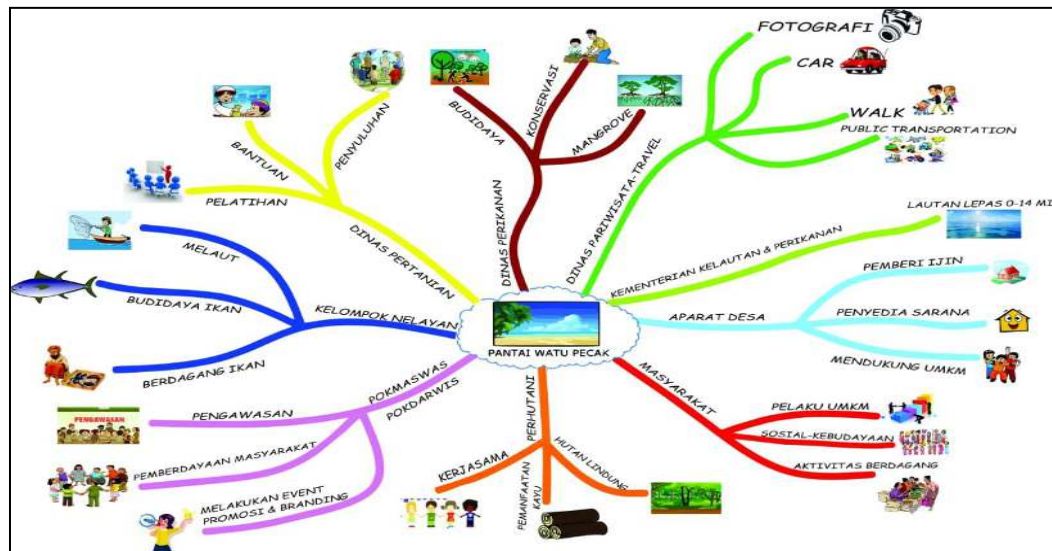 PANTAI WATU PECAK
DINAS PARIWISATA-TRAVEL
FOTOGRAFI
CAR
WALK
PUBLIC TRANSPORTATION
KEMENTERIAN KELAUTAN & PERIKANAN
LAUTAN LEPAS 0-14 MI
APARAT DESA
PEMBERI IJIN
PENYEDIA SARANA
MENDUKUNG UMKM
MASYARAKAT
PELAKU UMKM
SOSIAL-KEBUDAYAAN
AKTIVITAS BERDAGANG
PERHUTANI
HUTAN LINDUNG
PEMANFAATAN
KAYU
KERJASAMA
POKMASWAS
POKDARWIS
PENGAWASAN
PENGAWASAN
PEMBERDAYAAN MASYARAKAT
MELAKUKAN EVENT
PROMOSI & BRANDING
KELOMPOK NELAYAN
MELAUT
BUDIDAYA IKAN
BERDAGANG IKAN
DINAS PERTANIAN
PELATIHAN
BANTUAN
PENYULUHAN
DINAS PERIKANAN
BUDIDAYA
KONSERVASI
MANGROVE